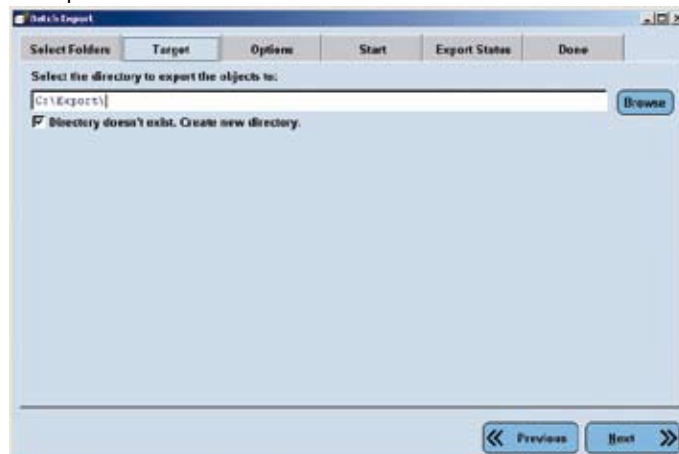 Batch Export
Select Folders Target Options Start Export Status Done
Select the directory to export the objects to:
C:\Export\
Browse
Directory doesn't exist. Create new directory.
Previous Next